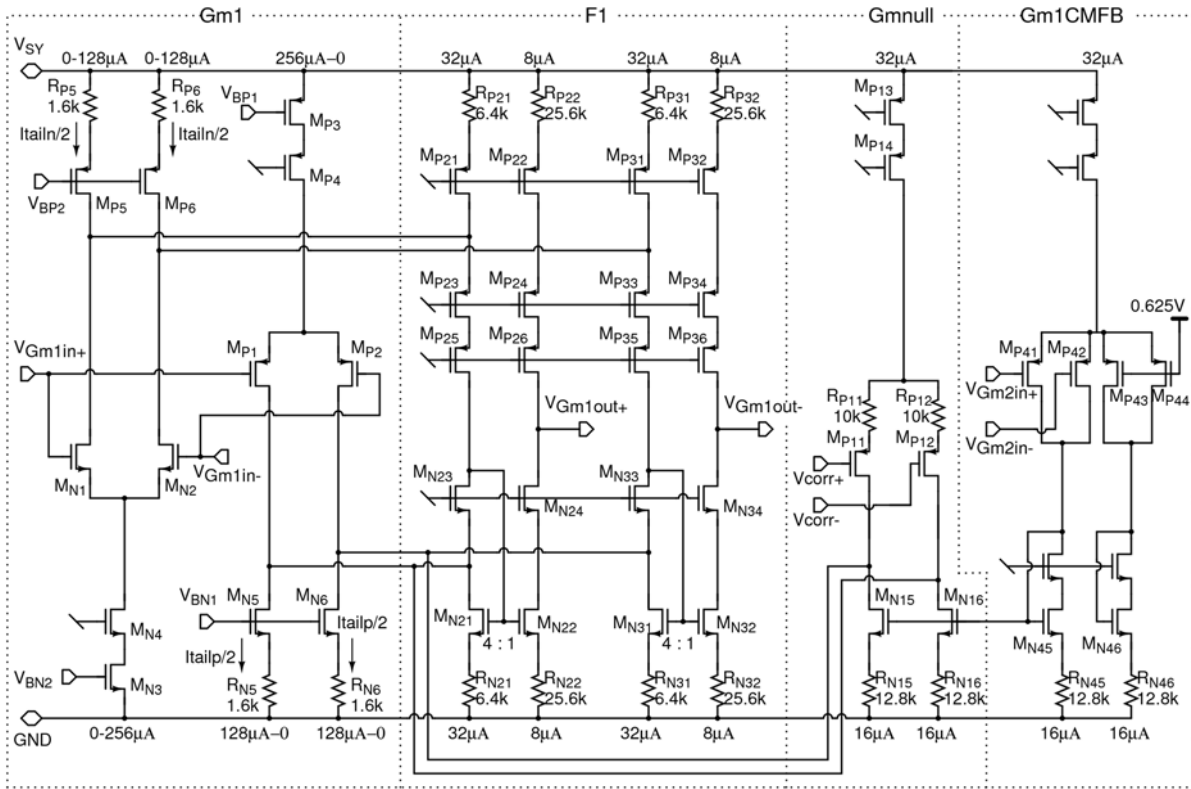 Gm1
F1
Gmnull
Gm1CMFB
VSY
0-128µA
0-128µA
256µA-0
32µA
8µA
32µA
8µA
32µA
32µA
RP5
1.6k
RP6
1.6k
VBP1
MP3
RP21
6.4k
RP22
25.6k
RP31
6.4k
RP32
25.6k
MP13
Itailn/2
Itailn/2
MP14
MP4
MP21
MP22
MP31
MP32
VBP2
MP5
MP6
MP23
MP24
MP33
MP34
0.625V
VGm1in+
MP1
MP2
MP25
MP26
MP35
MP36
MP41
MP42
VGm2in+
MP43
MP44
RP11
10k
RP12
10k
VGm1out+
VGm1out-
VGm2in-
MP11
MP12
MN1
MN2
VGm1in-
MN23
MN24
MN33
MN34
Vcorr+
Vcorr-
VBN1
MN5
MN6
MN4
Itailp/2
Itailp/2
MN21
4 : 1
MN22
MN31
4 : 1
MN32
MN15
MN16
MN45
MN46
VBN2
MN3
RN5
1.6k
RN6
1.6k
RN21
6.4k
RN22
25.6k
RN31
6.4k
RN32
25.6k
RN15
12.8k
RN16
12.8k
RN45
12.8k
RN46
12.8k
GND
0-256µA
128µA-0
128µA-0
32µA
8µA
32µA
8µA
16µA
16µA
16µA
16µA